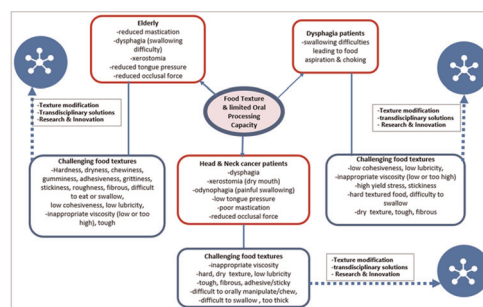 Elderly
-reduced mastication
-dysphagia (swallowing
difficulty)
-xerostomia
-reduced tongue pressure
-reduced occlusal force
Dysphagia patients
-swallowing difficulties
leading to food
aspiration & choking
-Texture modification
-Transdisciplinary solutions
-Research & Innovation
Food Texture
& limited Oral
Processing
Capacity
-Texture modification
-transdisciplinary solutions
- Research & Innovation
Challenging food textures
-Hardness, dryness, chewiness,
gumminess, adhesiveness, grittiness,
stickiness, roughness, fibrous, difficult
to eat or swallow,
low cohesiveness, low lubricity,
-inappropriate viscosity (low or too
high), tough
Head & Neck cancer patients
-dysphagia
-xerostomia (dry mouth)
-odynophagia (painful swallowing)
-low tongue pressure
-poor mastication
-reduced occlusal force
Challenging food textures
-low cohesiveness, low lubricity,
-inappropriate viscosity (low or too high)
-high yield stress, stickiness
-hard textured food, difficulty to
swallow
-dry texture, tough, fibrous
Challenging food textures
-inappropriate viscosity
-hard, dry texture, low lubricity
-tough, fibrous, adhesive/sticky
-difficult to orally manipulate/chew,
-difficult to swallow , too thick
-Texture modification
-transdisciplinary solutions
- Research & Innovation